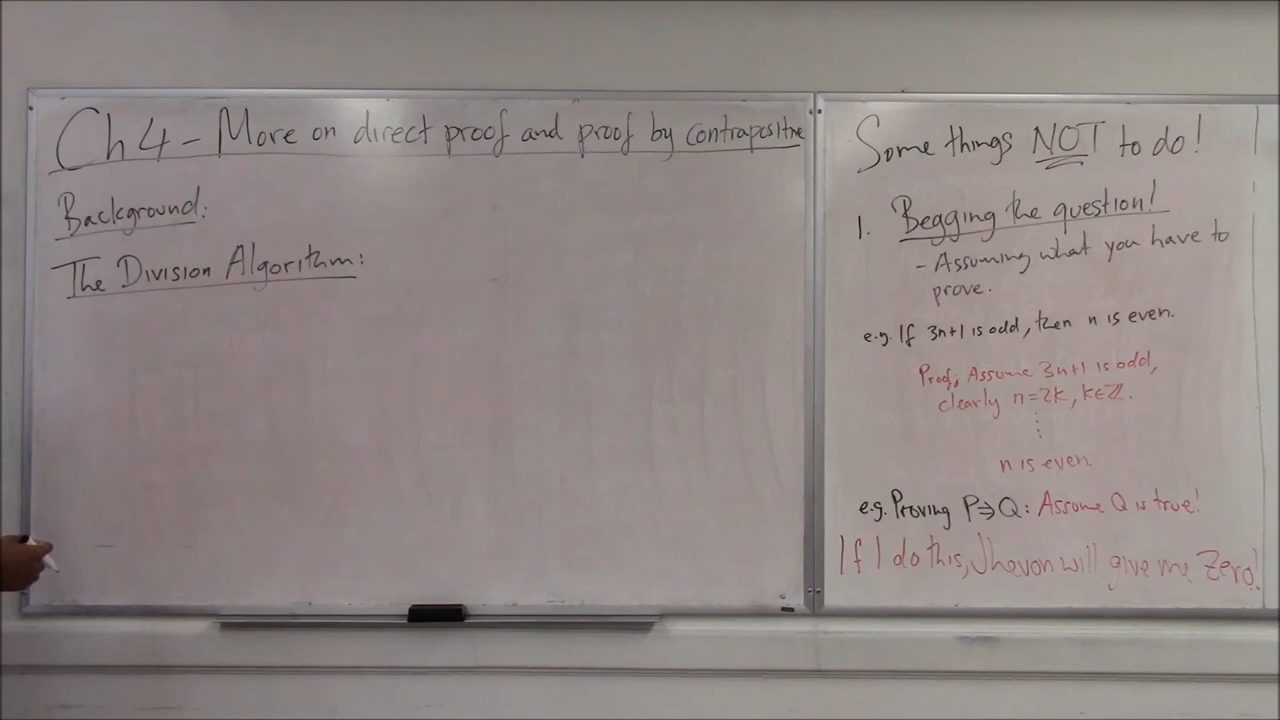 Ch 4 - More on direct proof and proof by contrapositive
Background:
The Division Algorithm:
Some things NOT to do!
1. Begging the question!
- Assuming what you have to
prove.
e.g. If 3n+1 is odd, then n is even.
Proof: Assume 3n+1 is odd,
clearly n=2k, k∈ℤ.
⋮
n is even.
e.g. Proving P⇒Q: Assume Q is true!
If I do this, Jhevon will give me Zero!